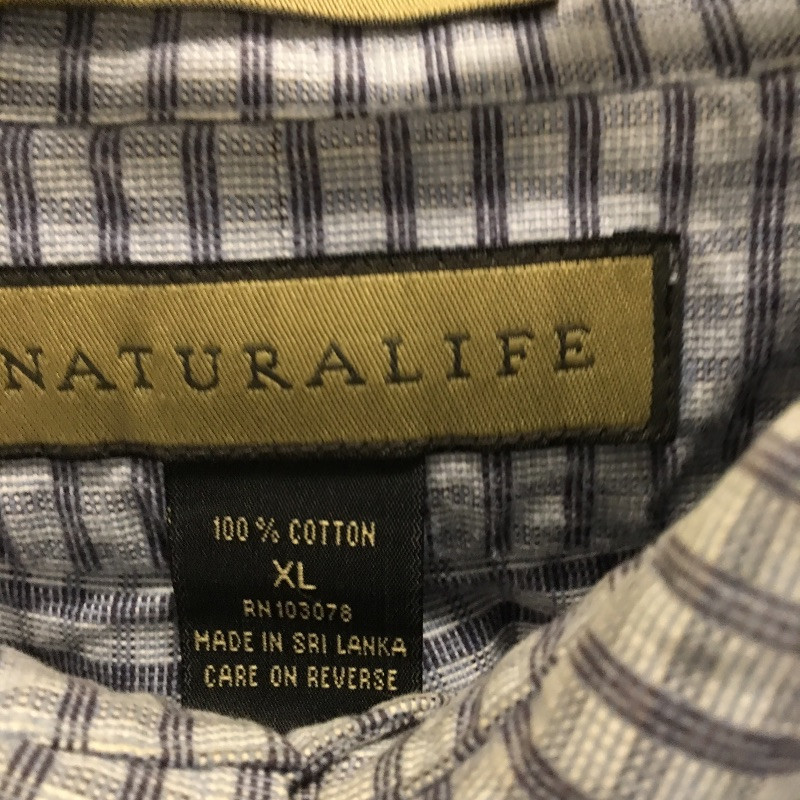 NATURALIFE
100 % COTTON
XL
RN103078
MADE IN SRI LANKA
CARE ON REVERSE